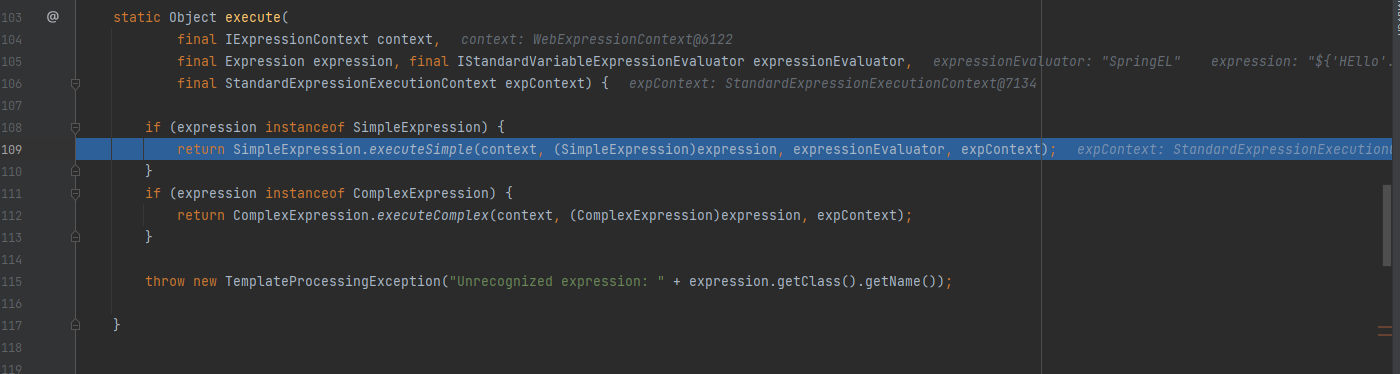 103 @ static Object execute(
104 final IExpressionContext context, context: WebExpressionContext@6122
105 final Expression expression, final IStandardVariableExpressionEvaluator expressionEvaluator, expressionEvaluator: "SpringEL" expression: "${'HEllo'.
106 final StandardExpressionExecutionContext expContext) { expContext: StandardExpressionExecutionContext@7134
107
108 if (expression instanceof SimpleExpression) {
109 return SimpleExpression.executeSimple(context, (SimpleExpression)expression, expressionEvaluator, expContext); expContext: StandardExpressionExecution
110 }
111 if (expression instanceof ComplexExpression) {
112 return ComplexExpression.executeComplex(context, (ComplexExpression)expression, expContext);
113 }
114
115 throw new TemplateProcessingException("Unrecognized expression: " + expression.getClass().getName());
116
117 }
118
119